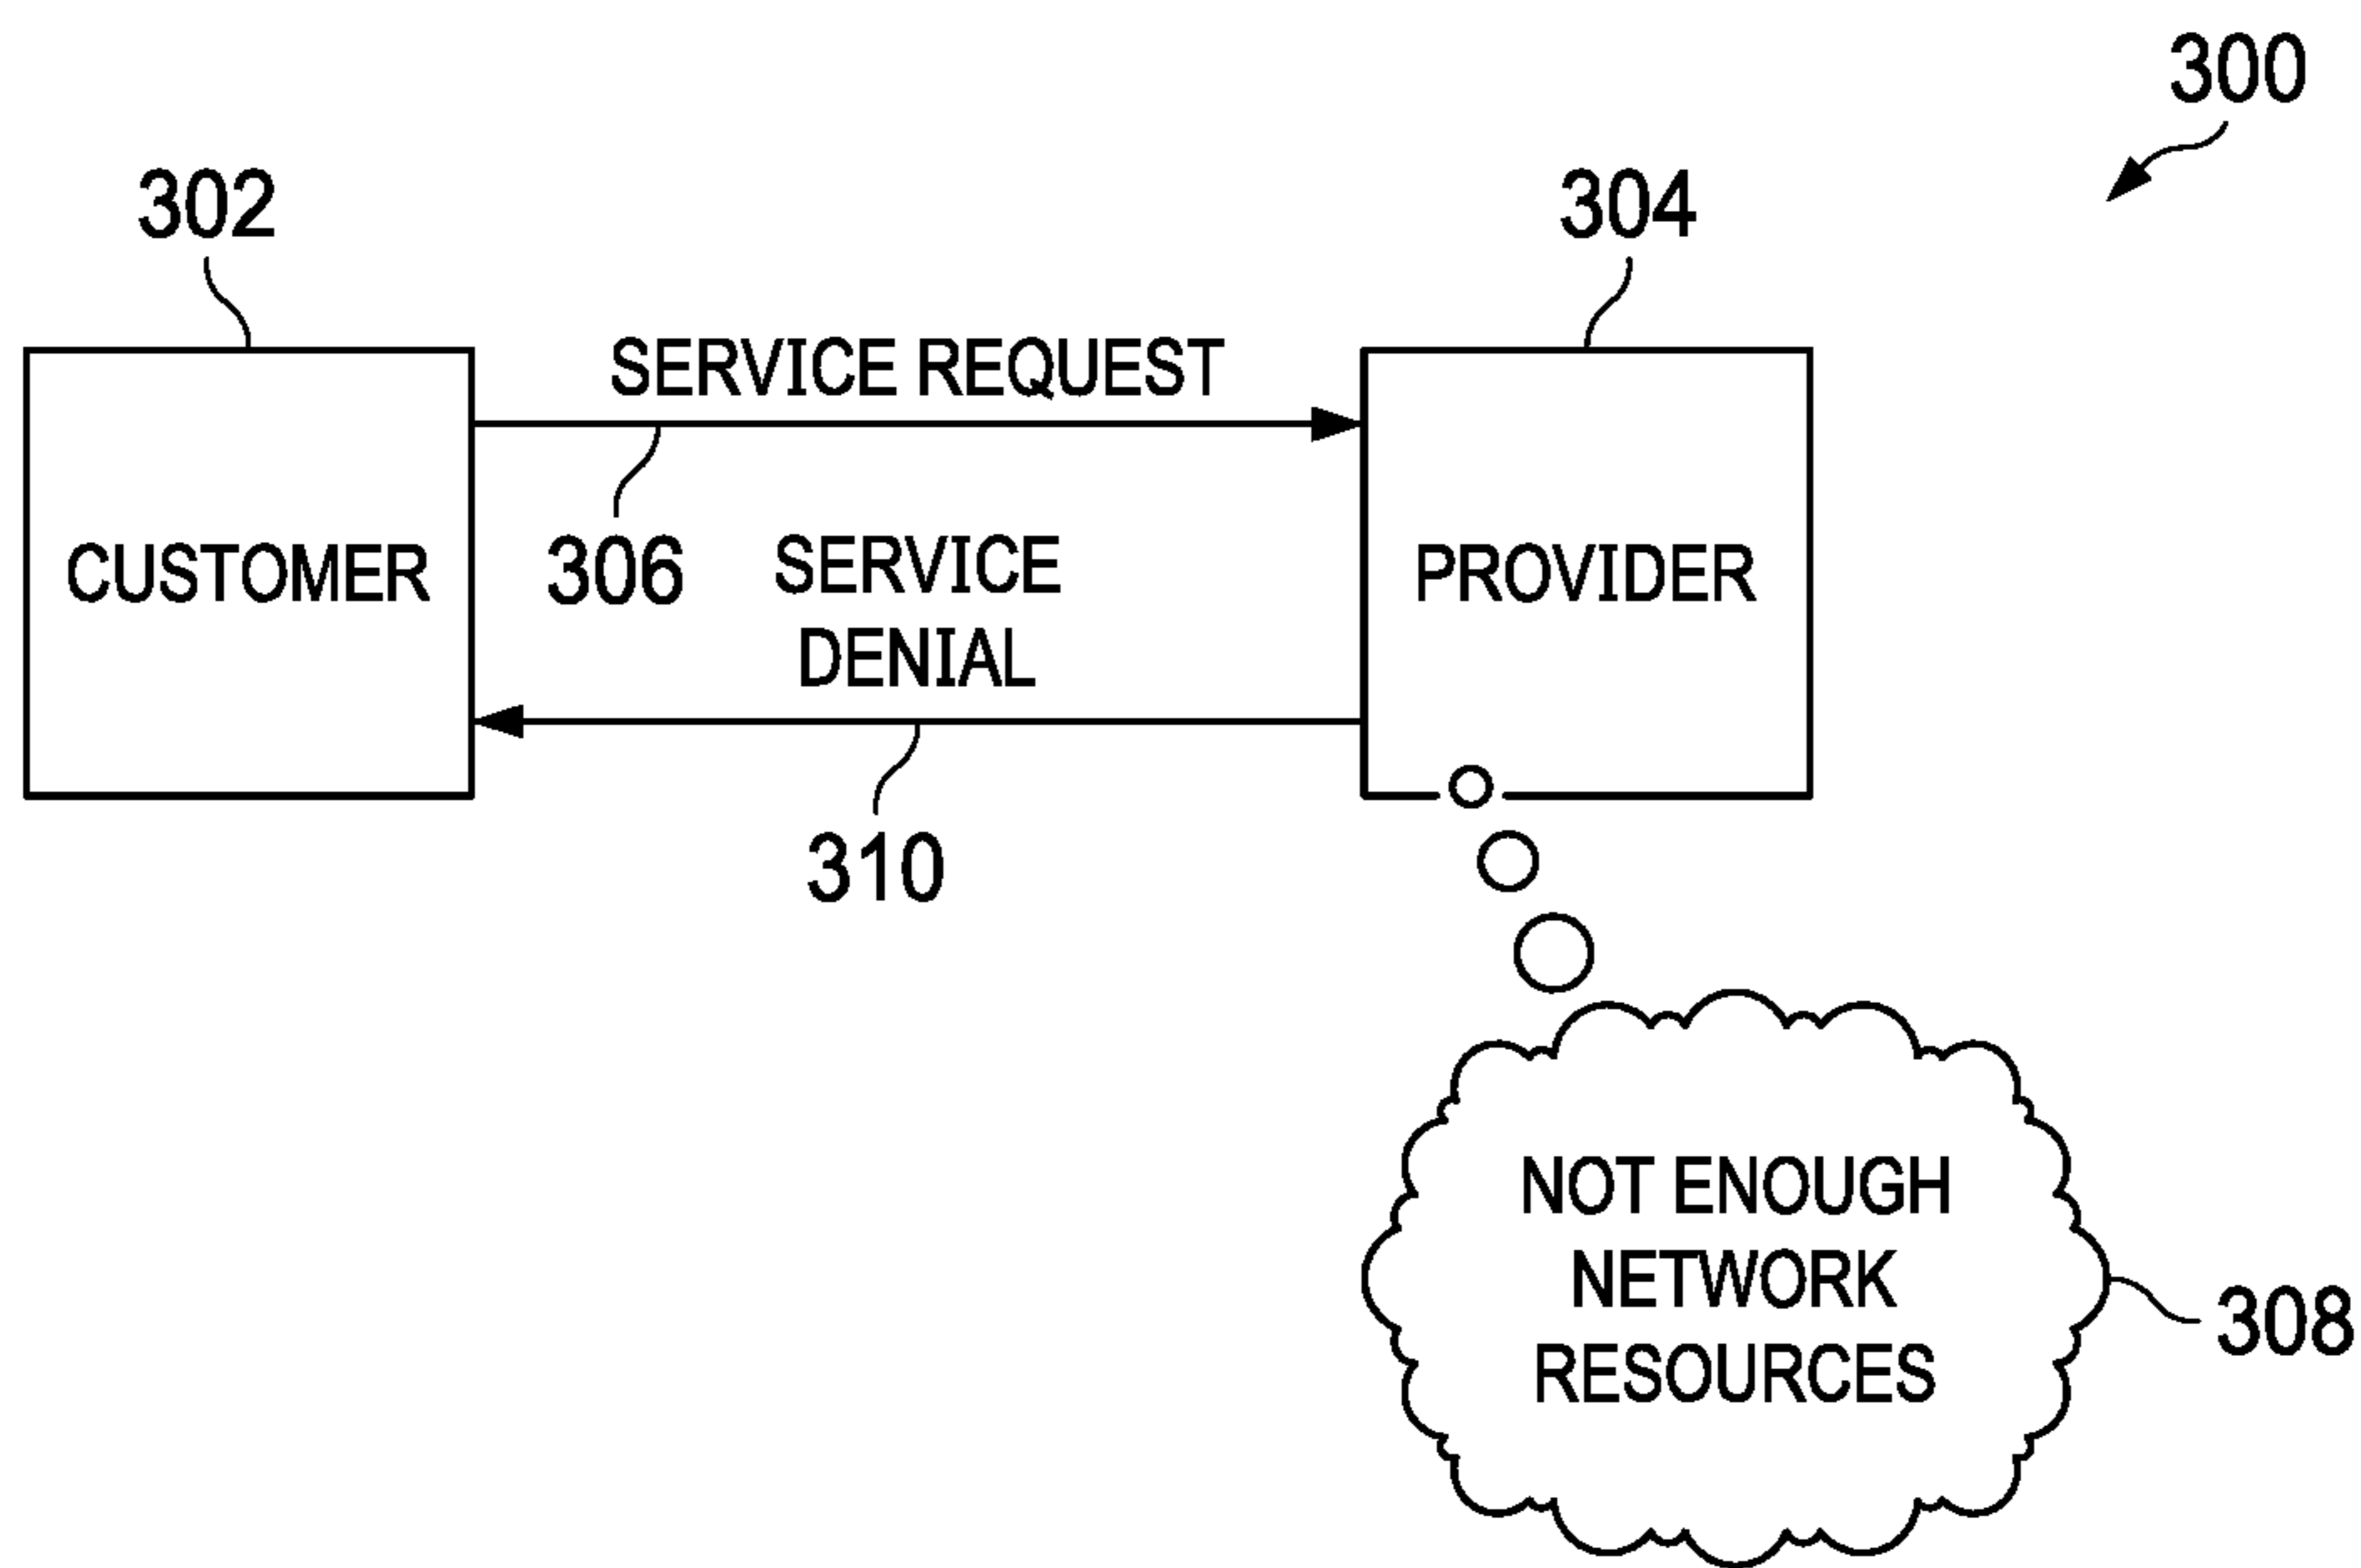 300
302
304
SERVICE REQUEST
306
SERVICE
DENIAL
CUSTOMER
PROVIDER
310
NOT ENOUGH
NETWORK
RESOURCES
308